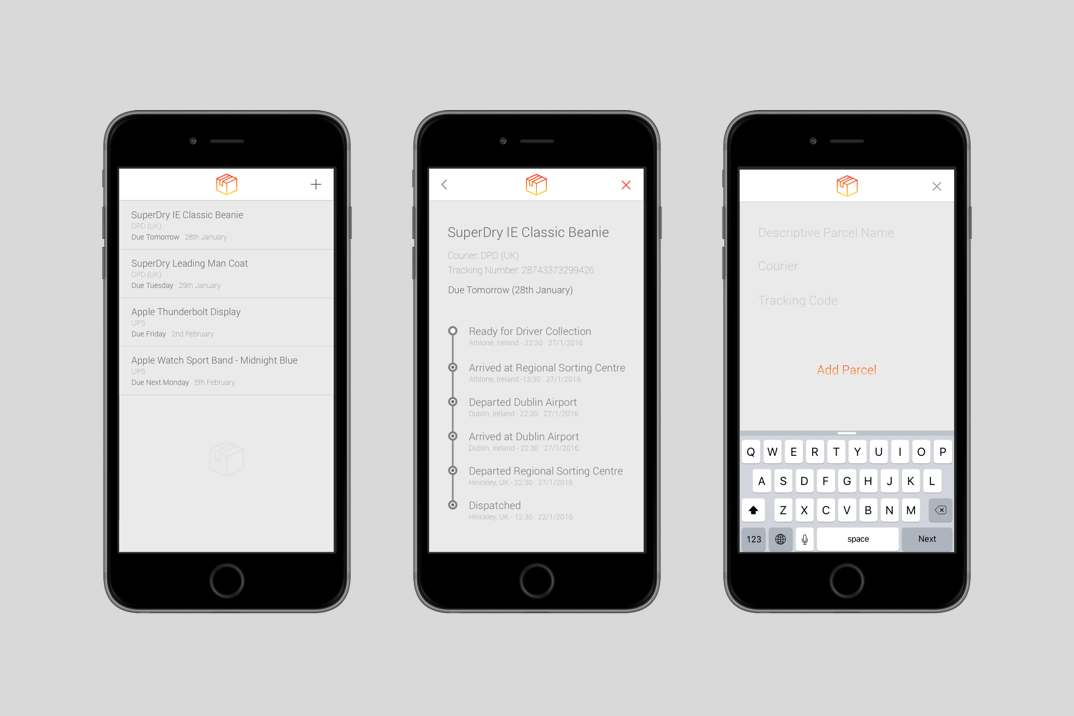 SuperDry IE Classic Beanie
DPD (UK)
Due Tomorrow 28th January
SuperDry Leading Man Coat
DPD (UK)
Due Tuesday 29th January
Apple Thunderbolt Display
UPS
Due Friday 2nd February
Apple Watch Sport Band - Midnight Blue
UPS
Due Next Monday 5th February
SuperDry IE Classic Beanie
Courier: DPD (UK)
Tracking Number: 28743373299426
Due Tomorrow (28th January)
Ready for Driver Collection
Athlone, Ireland - 22:30 27/1/2016
Arrived at Regional Sorting Centre
Athlone, Ireland -13:30 27/1/2016
Departed Dublin Airport
Dublin, Ireland - 22:30 27/1/2016
Arrived at Dublin Airport
Dublin, Ireland - 22:30 27/1/2016
Departed Regional Sorting Centre
Hinckley, UK - 22:30 27/1/2016
Dispatched
Hinckley, UK - 12:30 22/1/2016
Descriptive Parcel Name
Courier
Tracking Code
Add Parcel
Q W E R T Y U I O P
A S D F G H J K L
Z X C V B N M
123 space Next